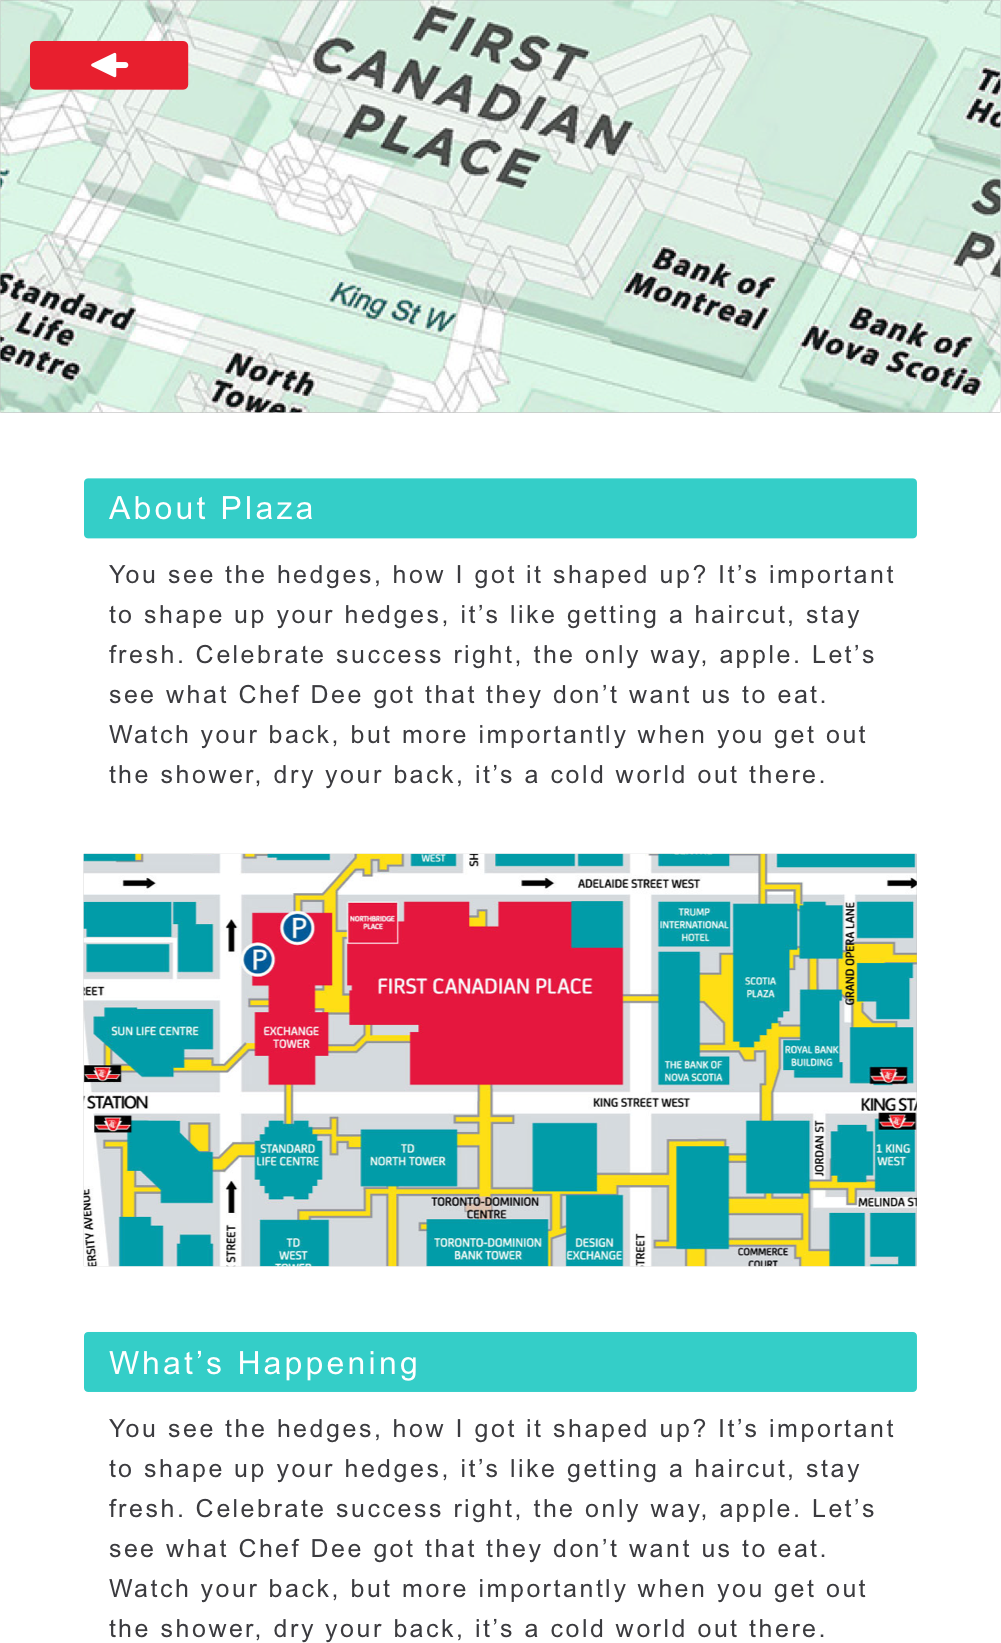 FIRST
CANADIAN
PLACE
Bank of
Montreal
Bank of
Nova Scotia
King St W
Standard
Life
entre
North
Tower
About Plaza
You see the hedges, how I got it shaped up? It’s important
to shape up your hedges, it’s like getting a haircut, stay
fresh. Celebrate success right, the only way, apple. Let’s
see what Chef Dee got that they don’t want us to eat.
Watch your back, but more importantly when you get out
the shower, dry your back, it’s a cold world out there.
WEST
SH
ADELAIDE STREET WEST
NORTHBRIDGE
PLACE
TRUMP
INTERNATIONAL
HOTEL
GRAND OPERA LANE
P
P
FIRST CANADIAN PLACE
SCOTIA
PLAZA
REET
SUN LIFE CENTRE
EXCHANGE
TOWER
ROYAL BANK
BUILDING
THE BANK OF
NOVA SCOTIA
STATION
KING STREET WEST
KING STA
STANDARD
LIFE CENTRE
TD
NORTH TOWER
JORDAN ST
1 KING
WEST
ERSITY AVENUE
STREET
TORONTO-DOMINION
CENTRE
MELINDA ST
TD
WEST
TOWER
TORONTO-DOMINION
BANK TOWER
DESIGN
EXCHANGE
TREET
COMMERCE
COURT
What’s Happening
You see the hedges, how I got it shaped up? It’s important
to shape up your hedges, it’s like getting a haircut, stay
fresh. Celebrate success right, the only way, apple. Let’s
see what Chef Dee got that they don’t want us to eat.
Watch your back, but more importantly when you get out
the shower, dry your back, it’s a cold world out there.